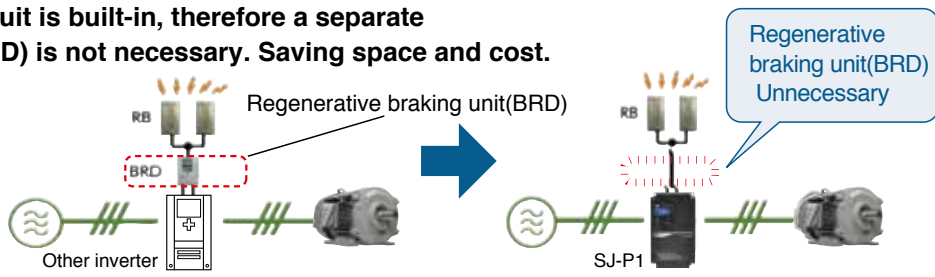 uit is built-in, therefore a separate
D) is not necessary. Saving space and cost.
RB
Regenerative braking unit(BRD)
BRD
Other inverter
RB
Regenerative
braking unit(BRD)
Unnecessary
SJ-P1